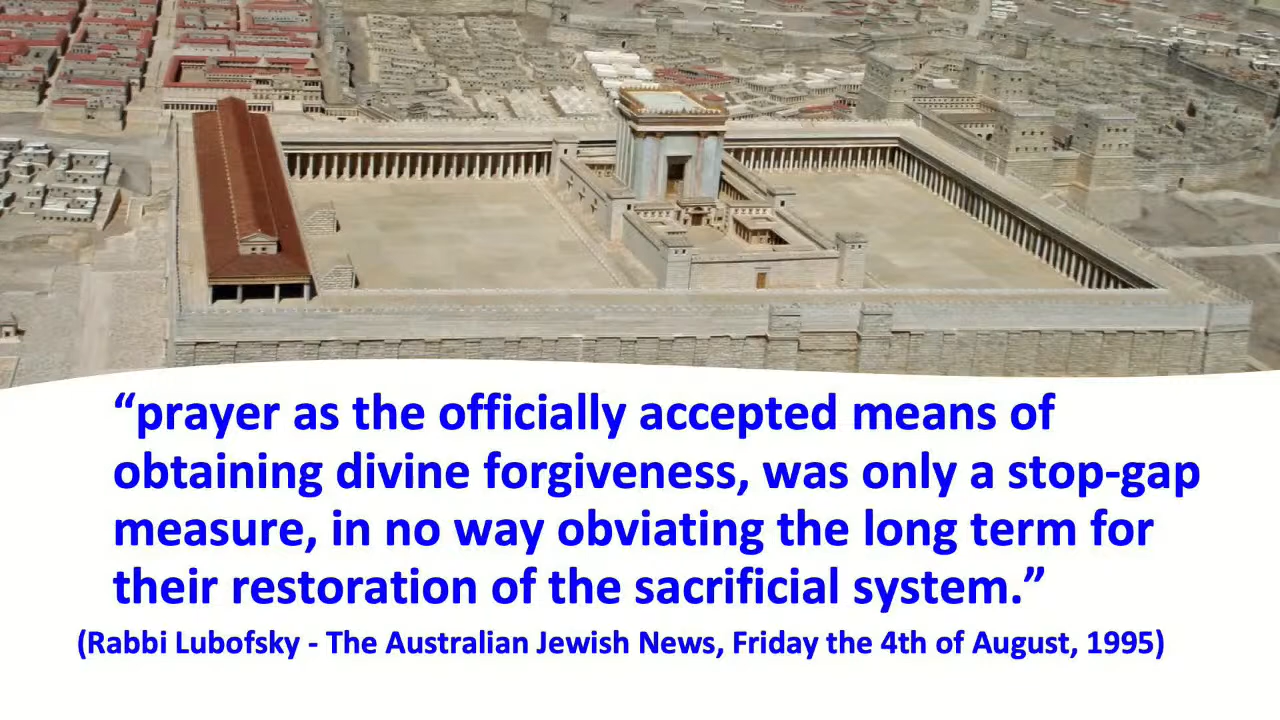 “prayer as the officially accepted means of
obtaining divine forgiveness, was only a stop-gap
measure, in no way obviating the long term for
their restoration of the sacrificial system.”
(Rabbi Lubofsky - The Australian Jewish News, Friday the 4th of August, 1995)